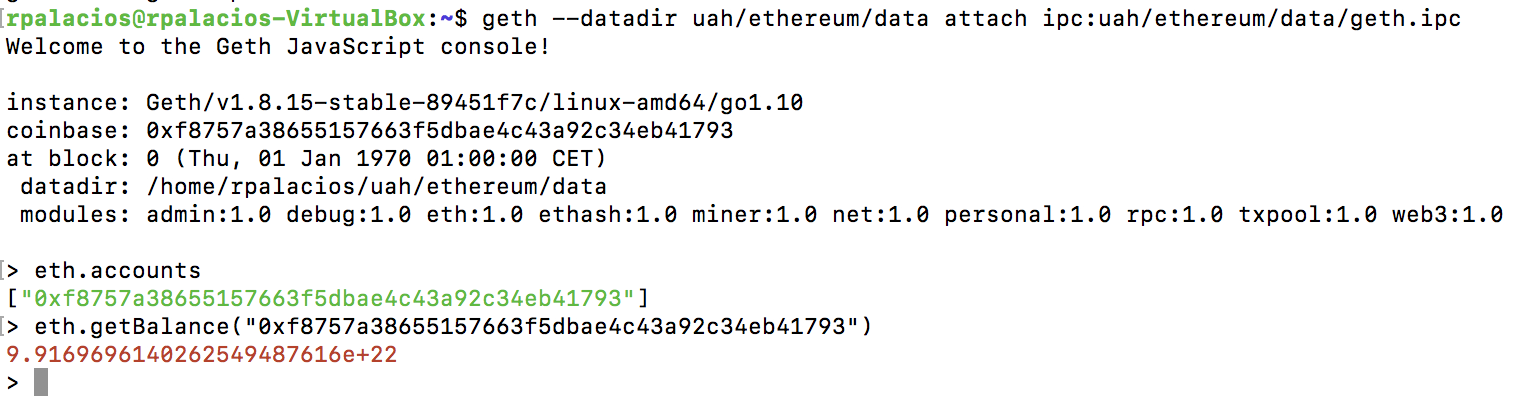 [rpalacios@rpalacios-VirtualBox:~$ geth --datadir uah/ethereum/data attach ipc:uah/ethereum/data/geth.ipc
Welcome to the Geth JavaScript console!
instance: Geth/v1.8.15-stable-89451f7c/linux-amd64/go1.10
coinbase: 0xf8757a38655157663f5dbae4c43a92c34eb41793
at block: 0 (Thu, 01 Jan 1970 01:00:00 CET)
 datadir: /home/rpalacios/uah/ethereum/data
 modules: admin:1.0 debug:1.0 eth:1.0 ethash:1.0 miner:1.0 net:1.0 personal:1.0 rpc:1.0 txpool:1.0 web3:1.0
[> eth.accounts
["0xf8757a38655157663f5dbae4c43a92c34eb41793"]
[> eth.getBalance("0xf8757a38655157663f5dbae4c43a92c34eb41793")
9.9169696140262549487616e+22
>